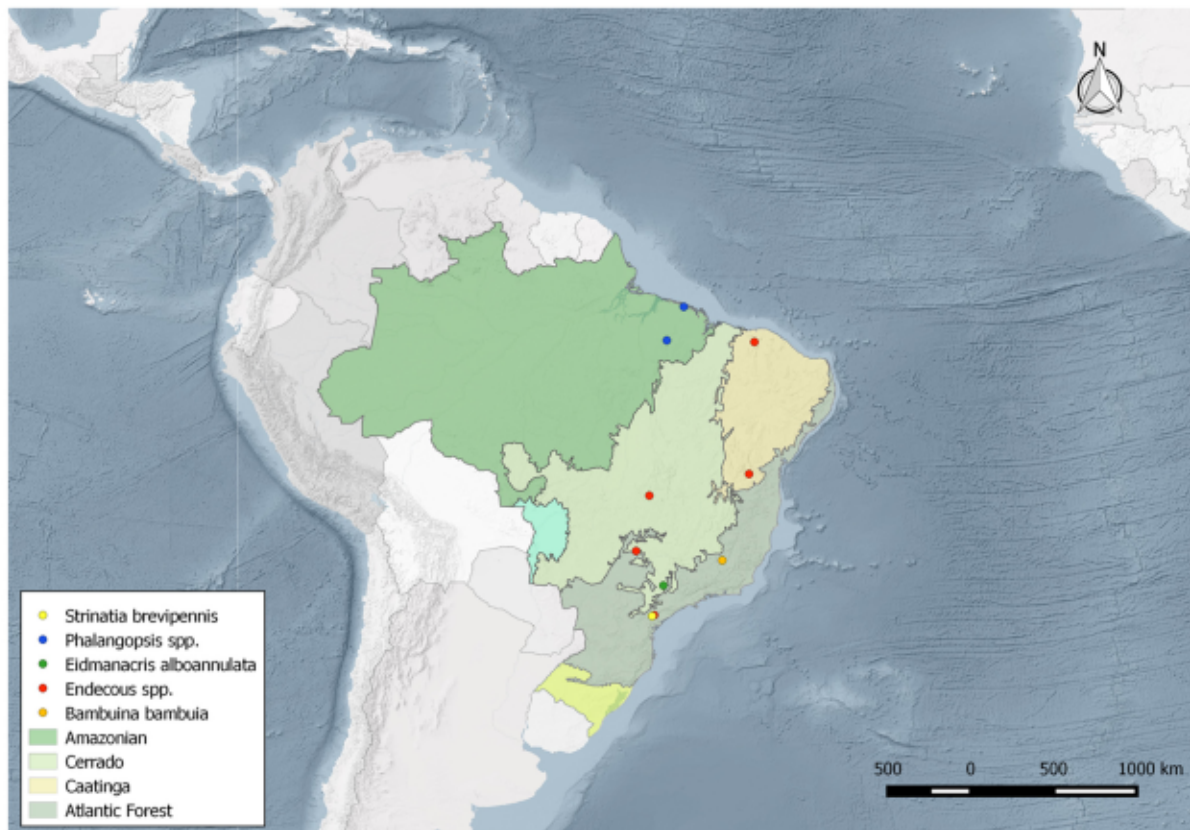 N
Strinatia brevipennis
Phalangopsis spp.
Eidmanacris alboannulata
Endecous spp.
Bambuina bambuia
Amazonian
Cerrado
Caatinga
Atlantic Forest
500 0 500 1000 km